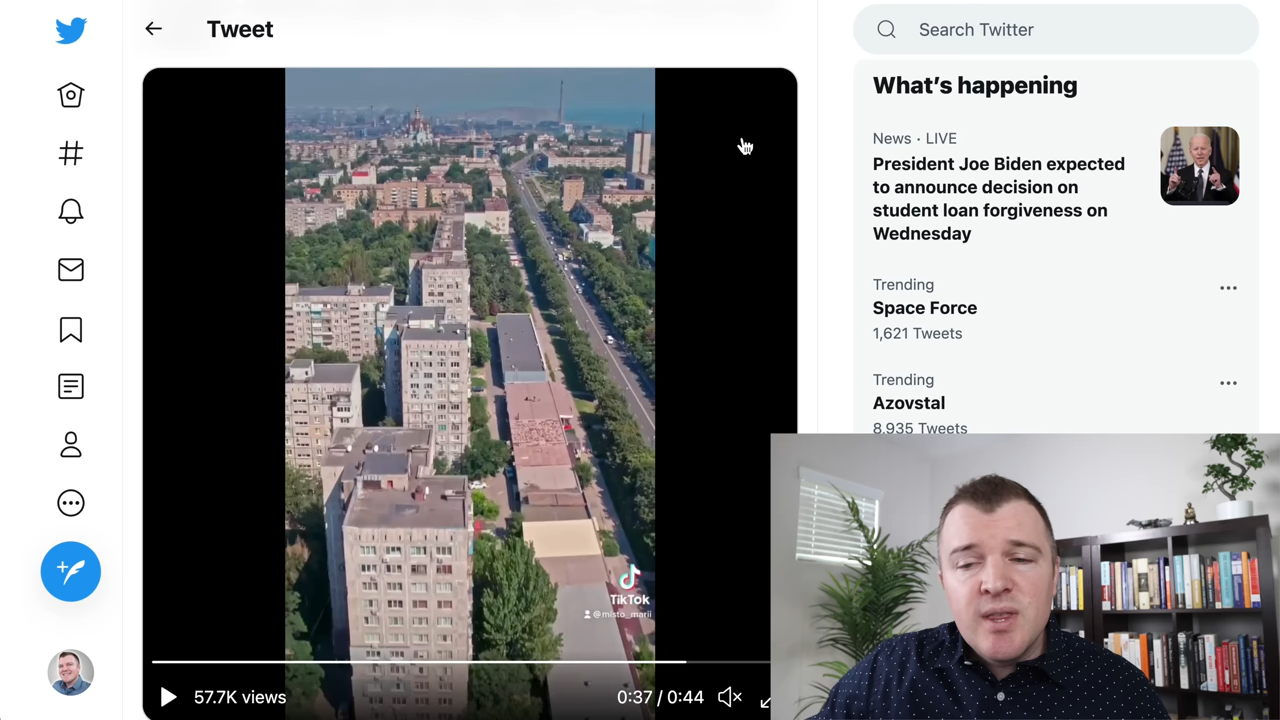 Tweet
TikTok
@misto_marii
57.7K views
0:37 / 0:44
Search Twitter
What's happening
News · LIVE
President Joe Biden expected
to announce decision on
student loan forgiveness on
Wednesday
Trending
Space Force
1,621 Tweets
Trending
Azovstal
8,935 Tweets